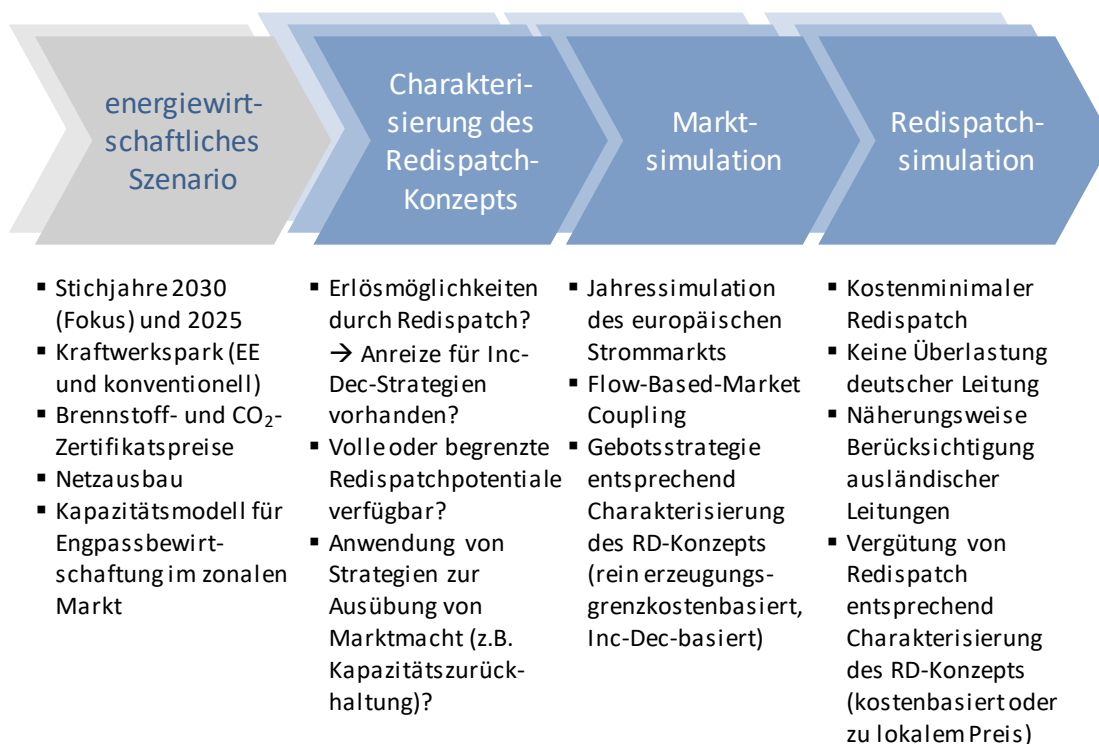 energiewirt-
schaftliches
Szenario
Charakteri-
sierung des
Redispatch-
Konzepts
Markt-
simulation
Redispatch-
simulation
▪ Stichjahre 2030
(Fokus) und 2025
▪ Kraftwerkspark (EE
und konventionell)
▪ Brennstoff- und CO₂-
Zertifikatspreise
▪ Netzausbau
▪ Kapazitätsmodell für
Engpassbewirt-
schaftung im zonalen
Markt
▪ Erlösmöglichkeiten
durch Redispatch?
→ Anreize für Inc-
Dec-Strategien
vorhanden?
▪ Volle oder begrenzte
Redispatchpotentiale
verfügbar?
▪ Anwendung von
Strategien zur
Ausübung von
Marktmacht (z.B.
Kapazitätszurück-
haltung)?
▪ Jahressimulation
des europäischen
Strommarkts
▪ Flow-Based-Market
Coupling
▪ Gebotsstrategie
entsprechend
Charakterisierung
des RD-Konzepts
(rein erzeugungs-
grenzkostenbasiert,
Inc-Dec-basiert)
▪ Kostenminimaler
Redispatch
▪ Keine Überlastung
deutscher Leitung
▪ Näherungsweise
Berücksichtigung
ausländischer
Leitungen
▪ Vergütung von
Redispatch
entsprechend
Charakterisierung
des RD-Konzepts
(kostenbasiert oder
zu lokalem Preis)